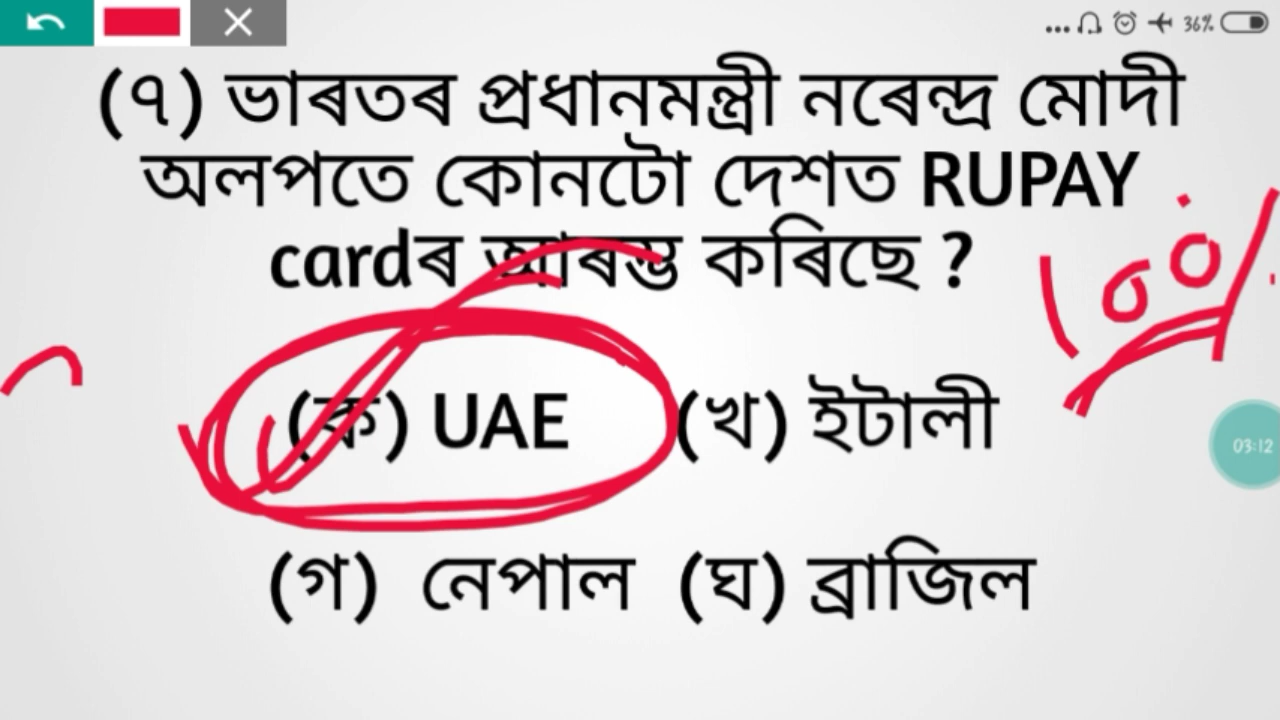 ... 36%
(৭) ভাৰতৰ প্ৰধানমন্ত্ৰী নৰেন্দ্ৰ মোদী
অলপতে কোনটো দেশত RUPAY
cardৰ আৰম্ভ কৰিছে ?
100%
(ক) UAE (খ) ইটালী
03:12
(গ) নেপাল (ঘ) ব্ৰাজিল